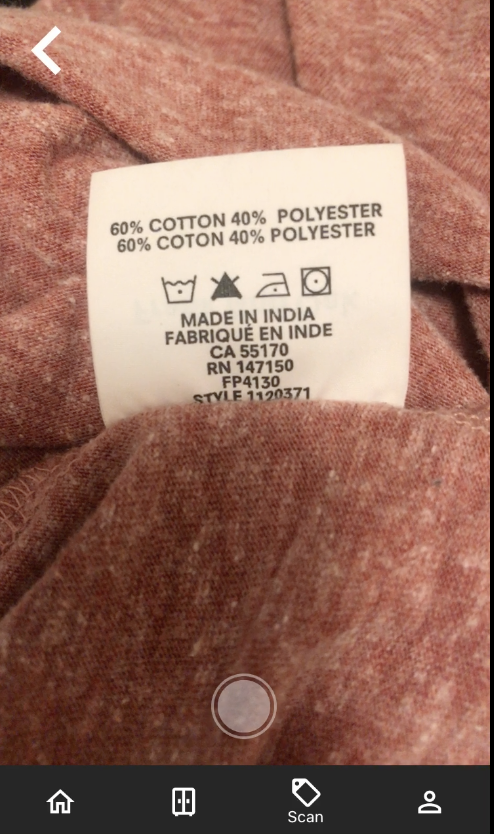 60% COTTON 40% POLYESTER
60% COTON 40% POLYESTER
MADE IN INDIA
FABRIQUÉ EN INDE
CA 55170
RN 147150
FP4130
STYLE 1120371
Scan